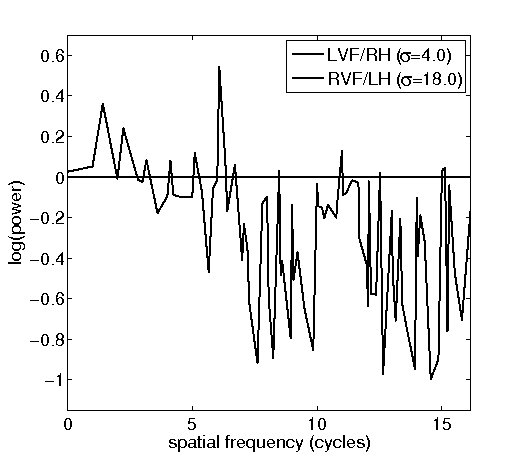 LVF/RH (σ=4.0)
RVF/LH (σ=18.0)
0.6
0.4
0.2
0
−0.2
−0.4
−0.6
−0.8
−1
log(power)
0 5 10 15
spatial frequency (cycles)